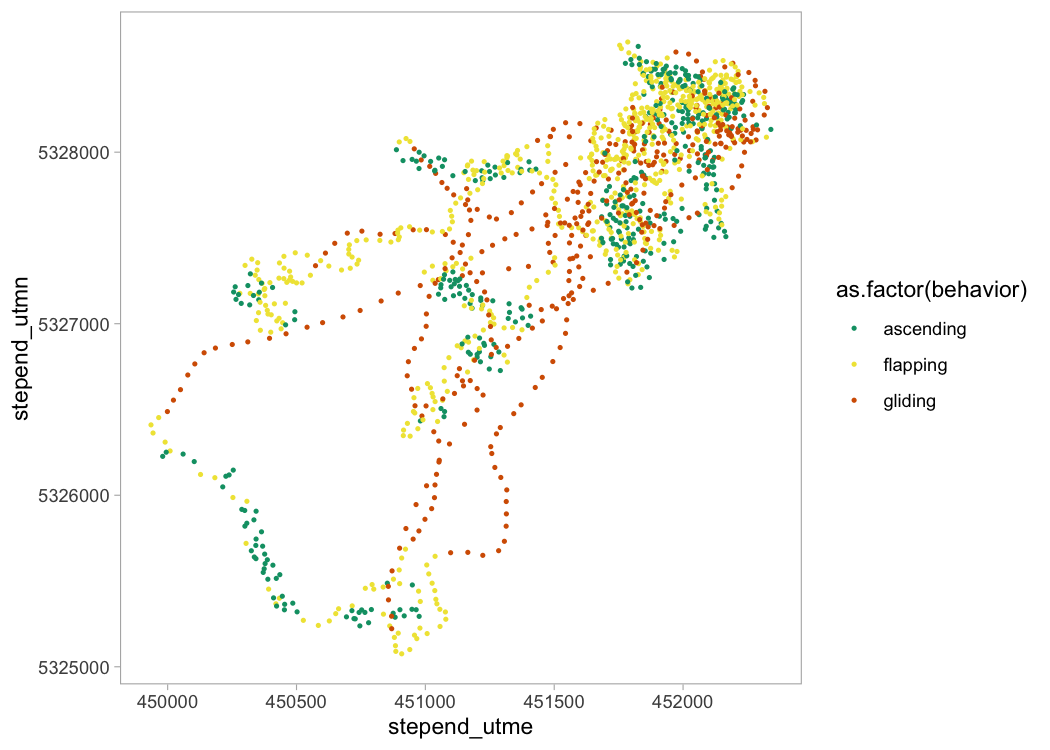 stepend_utmn
5328000
5327000
5326000
5325000
450000 450500 451000 451500 452000
stepend_utme
as.factor(behavior)
ascending
flapping
gliding